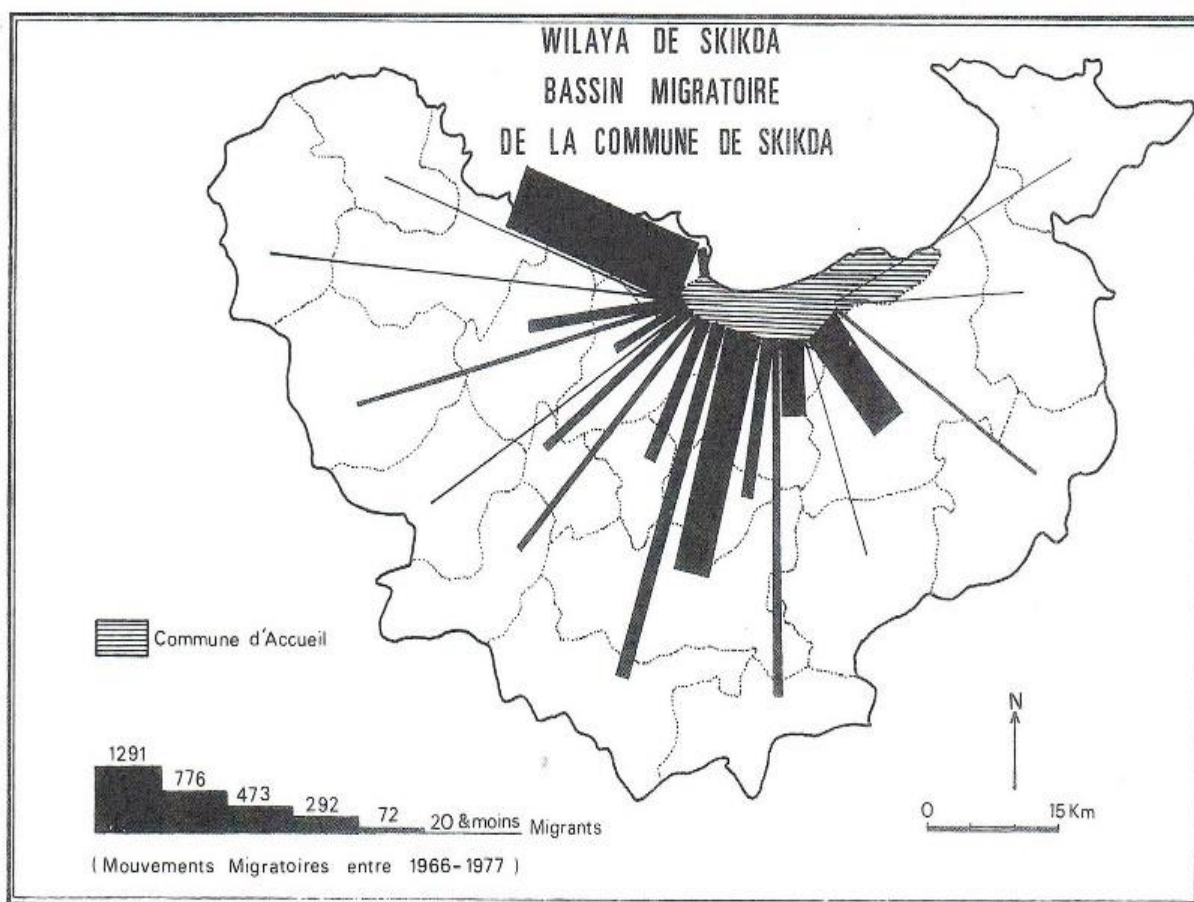 WILAYA DE SKIKDA
BASSIN MIGRATOIRE
DE LA COMMUNE DE SKIKDA
Commune d'Accueil
N
0 15 Km
1291
776
473
292
72
20 & moins Migrants
(Mouvements Migratoires entre 1966-1977)